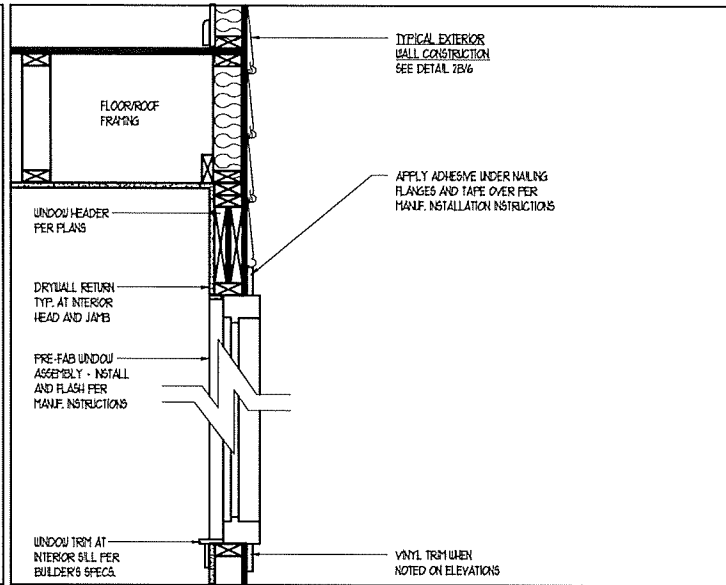 TYPICAL EXTERIOR
WALL CONSTRUCTION
SEE DETAIL 2B/6
FLOOR/ROOF
FRAMING
APPLY ADHESIVE UNDER NAILING
FLANGES AND TAPE OVER PER
MANUF. INSTALLATION INSTRUCTIONS
WINDOW HEADER
PER PLANS
DRYWALL RETURN
TYP. AT INTERIOR
HEAD AND JAMB
PRE-FAB WINDOW
ASSEMBLY - INSTALL
AND FLASH PER
MANUF. INSTRUCTIONS
WINDOW TRIM AT
INTERIOR SILL PER
BUILDER'S SPECS.
VINYL TRIM WHEN
NOTED ON ELEVATIONS